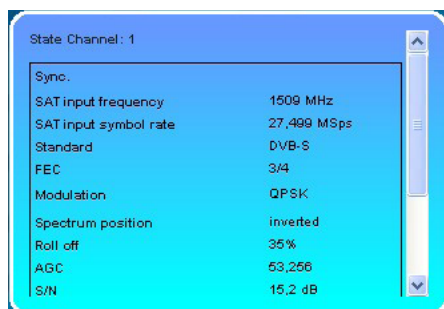 State Channel: 1
Sync.
SAT input frequency 1509 MHz
SAT input symbol rate 27,499 MSps
Standard DVB-S
FEC 3/4
Modulation QPSK
Spectrum position inverted
Roll off 35%
AGC 53,256
S/N 15,2 dB